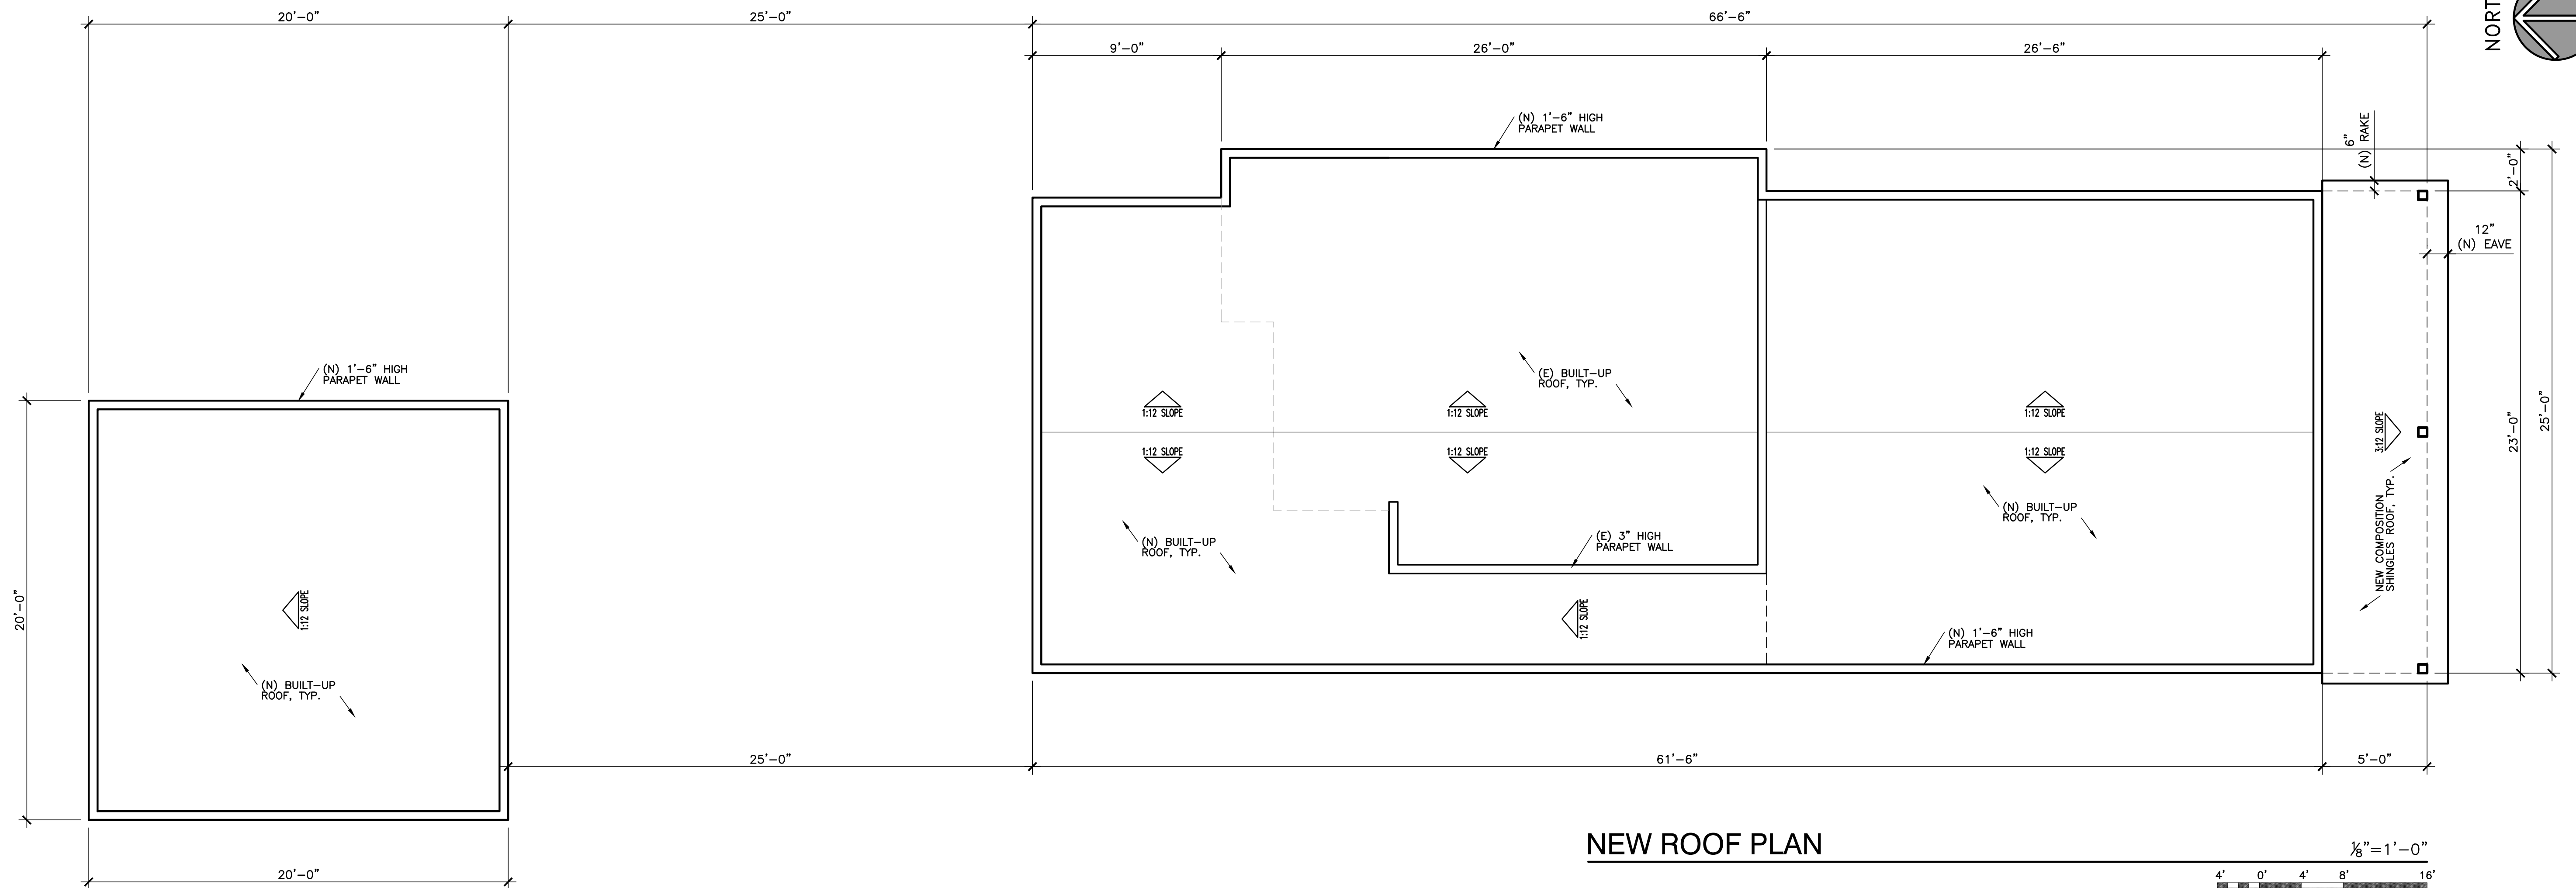 20'-0"
25'-0"
66'-6"
9'-0"
26'-0"
26'-6"
NORT
(N) 1'-6" HIGH
PARAPET WALL
6"
(N) RAKE
2'-0"
12"
(N) EAVE
(N) 1'-6" HIGH
PARAPET WALL
(E) BUILT-UP
ROOF, TYP.
1:12 SLOPE
1:12 SLOPE
1:12 SLOPE
3:12 SLOPE
23'-0"
25'-0"
1:12 SLOPE
1:12 SLOPE
1:12 SLOPE
(N) BUILT-UP
ROOF, TYP.
(N) BUILT-UP
ROOF, TYP.
(E) 3" HIGH
PARAPET WALL
NEW COMPOSITION
SHINGLES ROOF, TYP.
20'-0"
1:12 SLOPE
1:12 SLOPE
(N) 1'-6" HIGH
PARAPET WALL
(N) BUILT-UP
ROOF, TYP.
25'-0"
61'-6"
5'-0"
NEW ROOF PLAN
⅛"=1'-0"
20'-0"
4' 0' 4' 8' 16'